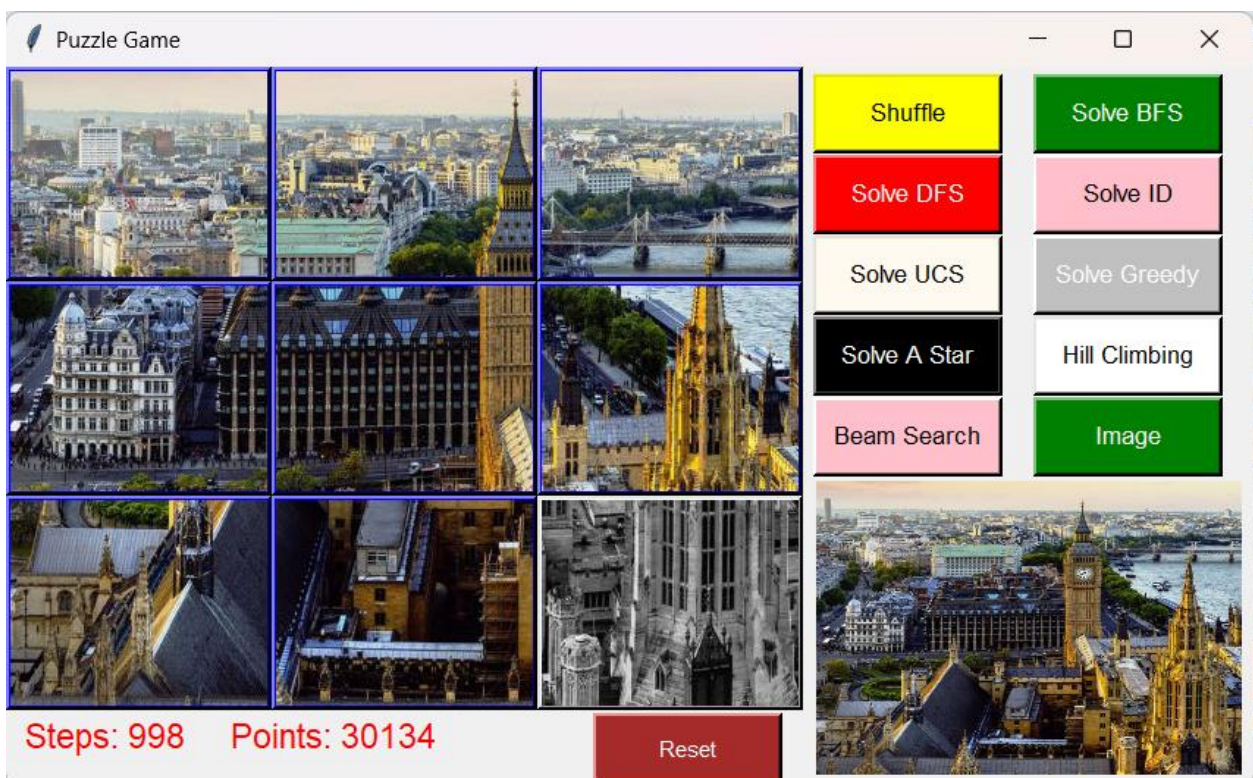 Puzzle Game
Shuffle
Solve BFS
Solve DFS
Solve ID
Solve UCS
Solve Greedy
Solve A Star
Hill Climbing
Beam Search
Image
Steps: 998
Points: 30134
Reset